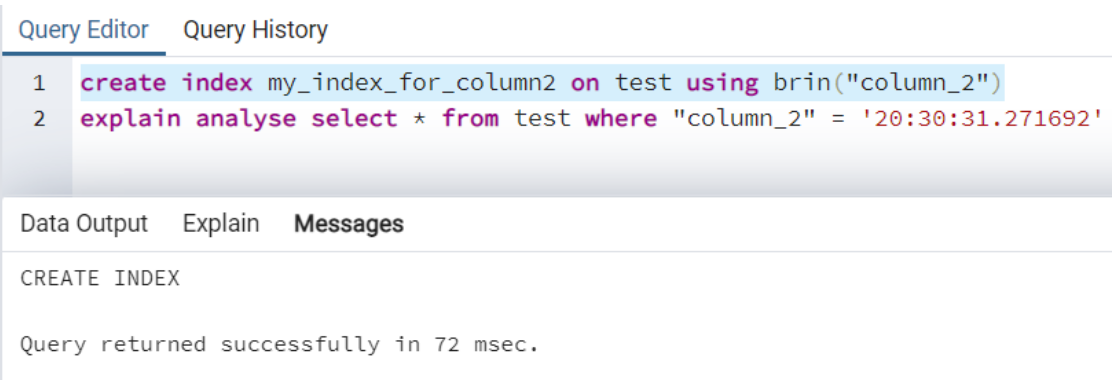 Query Editor Query History
1 create index my_index_for_column2 on test using brin("column_2")
2 explain analyse select * from test where "column_2" = '20:30:31.271692'
Data Output Explain Messages
CREATE INDEX
Query returned successfully in 72 msec.